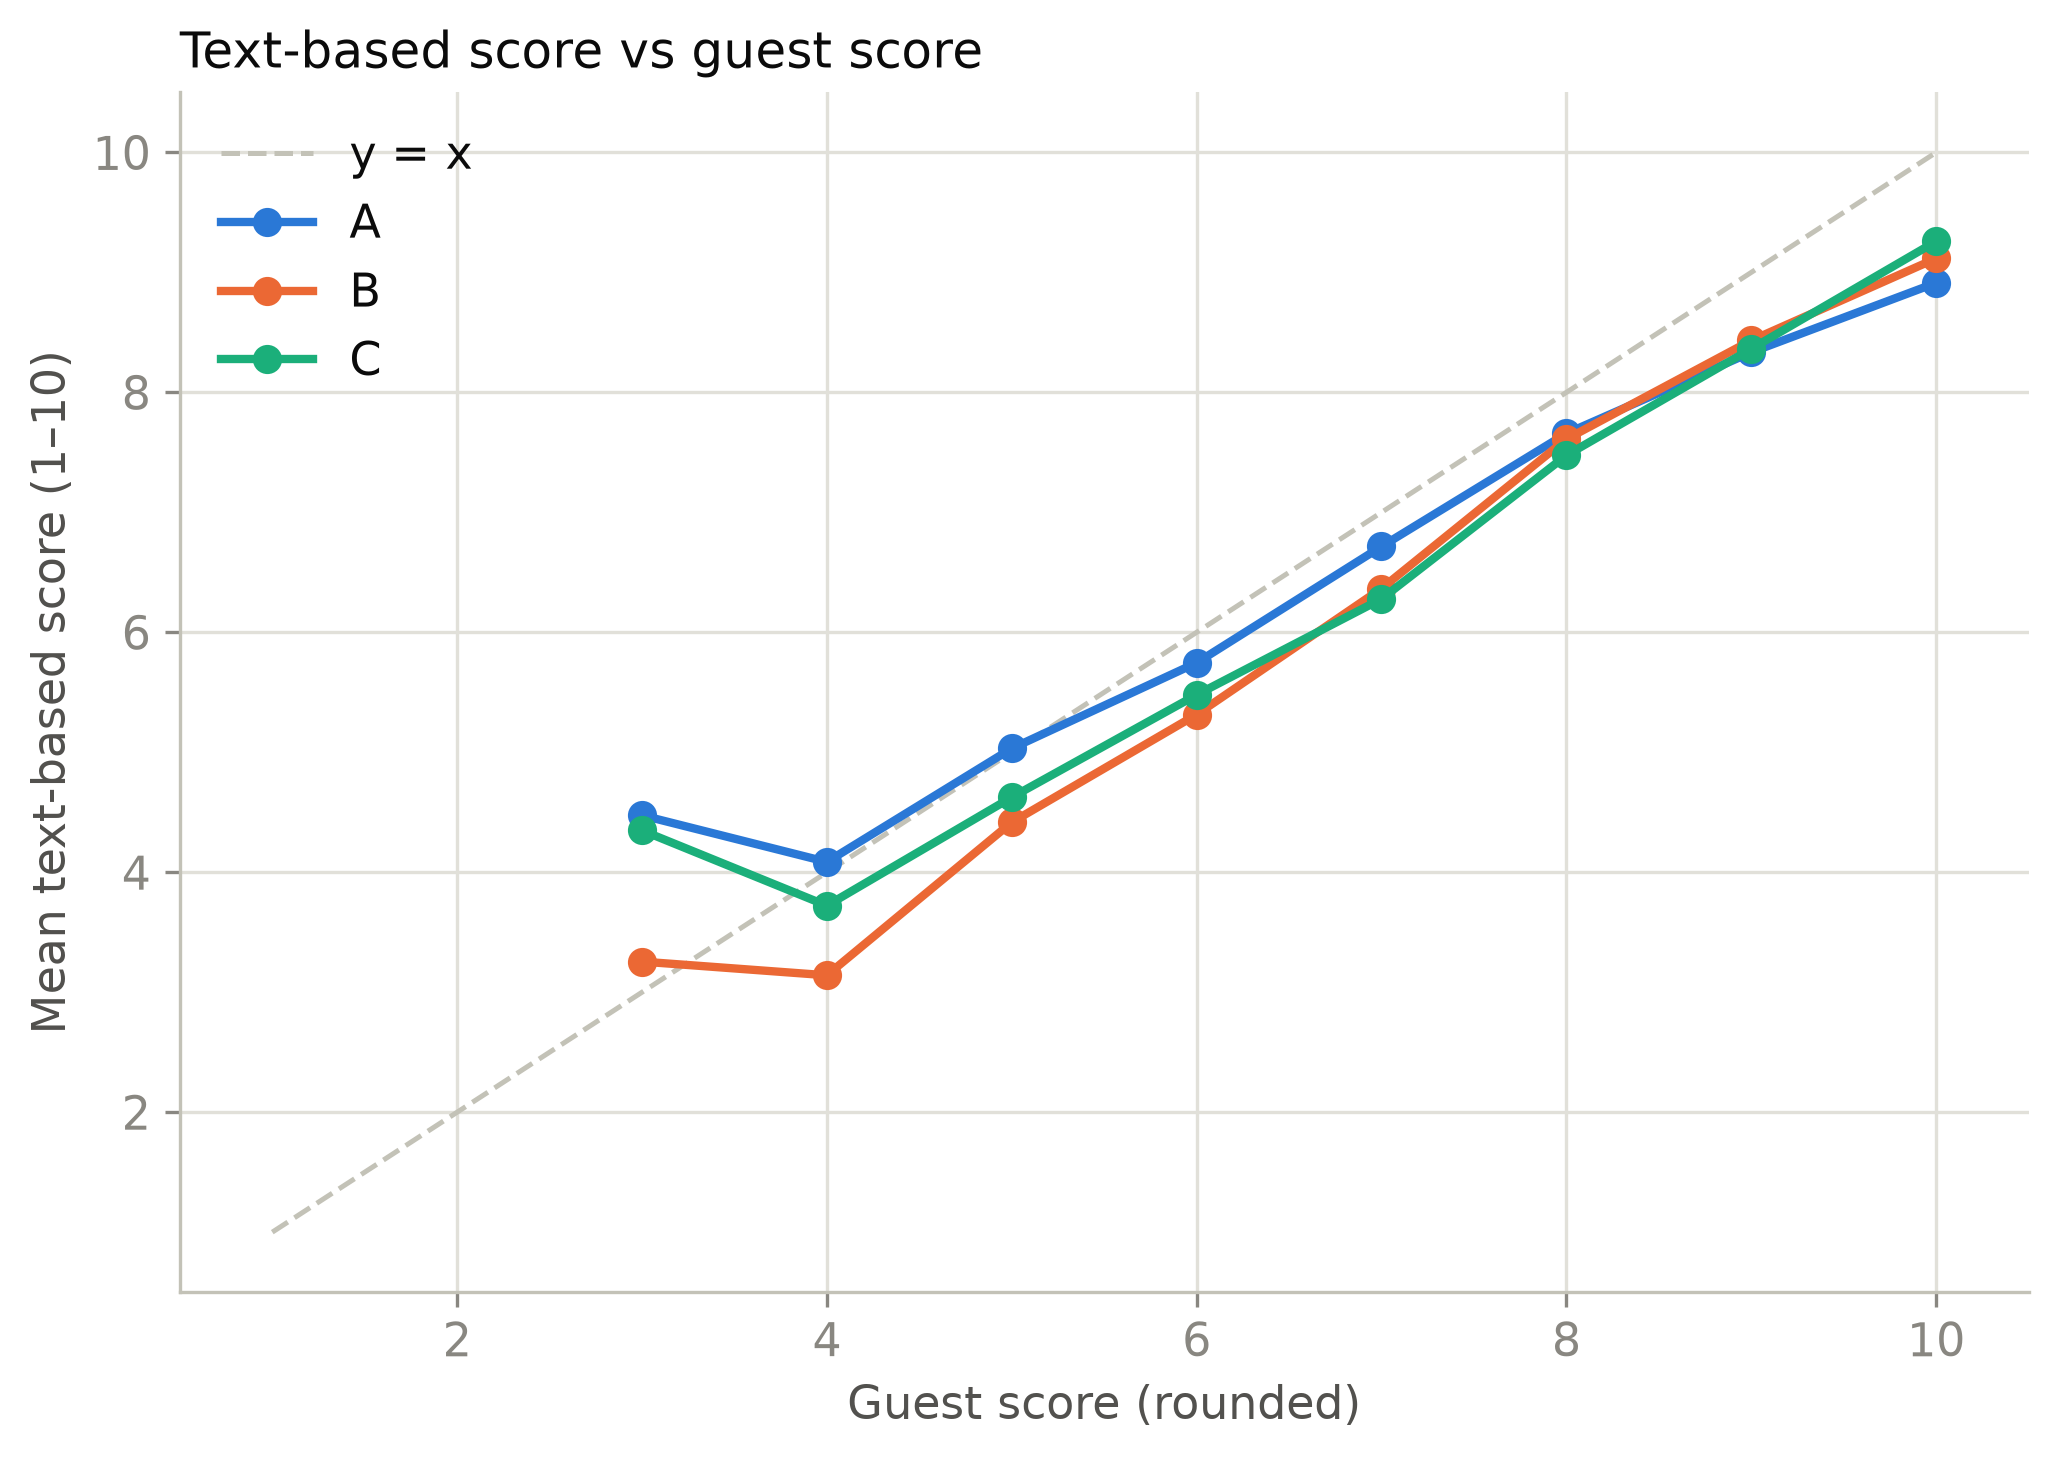 Text-based score vs guest score
10
8
6
4
2
Mean text-based score (1–10)
y = x
A
B
C
2
4
6
8
10
Guest score (rounded)